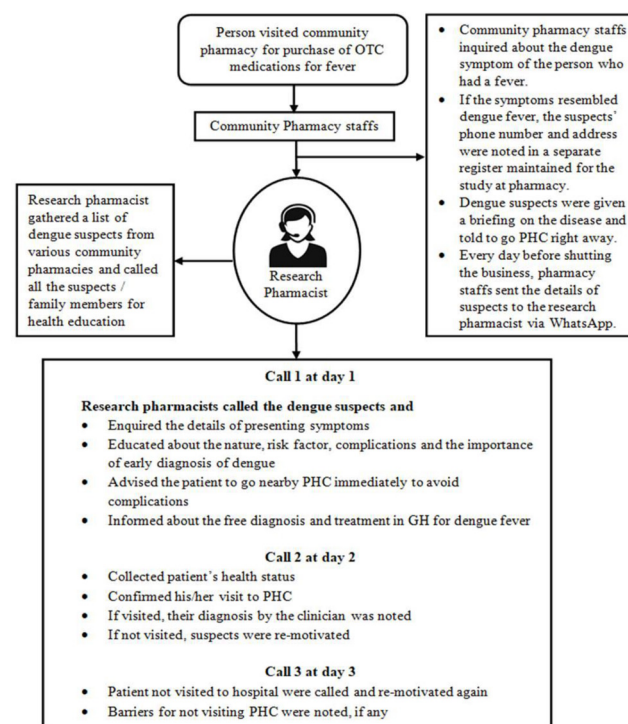 Person visited community
pharmacy for purchase of OTC
medications for fever
Community Pharmacy staffs
• Community pharmacy staffs
inquired about the dengue
symptom of the person who
had a fever.
• If the symptoms resembled
dengue fever, the suspects'
phone number and address
were noted in a separate
register maintained for the
study at pharmacy.
• Dengue suspects were given
a briefing on the disease and
told to go PHC right away.
• Every day before shutting
the business, pharmacy
staffs sent the details of
suspects to the research
pharmacist via WhatsApp.
Research pharmacist
gathered a list of
dengue suspects from
various community
pharmacies and called
all the suspects /
family members for
health education
Research
Pharmacist
Call 1 at day 1
Research pharmacists called the dengue suspects and
• Enquired the details of presenting symptoms
• Educated about the nature, risk factor, complications and the importance
of early diagnosis of dengue
• Advised the patient to go nearby PHC immediately to avoid
complications
• Informed about the free diagnosis and treatment in GH for dengue fever
Call 2 at day 2
• Collected patient's health status
• Confirmed his/her visit to PHC
• If visited, their diagnosis by the clinician was noted
• If not visited, suspects were re-motivated
Call 3 at day 3
• Patient not visited to hospital were called and re-motivated again
• Barriers for not visiting PHC were noted, if any